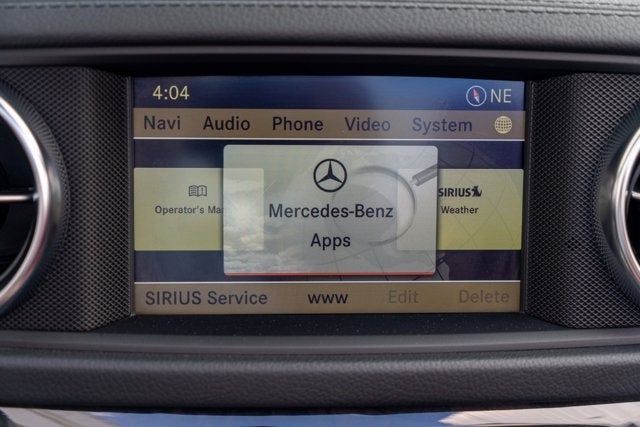 4:04 NE
Navi Audio Phone Video System
Operator's Ma
Mercedes-Benz
Apps
SIRIUS
Weather
SIRIUS Service www Edit Delete